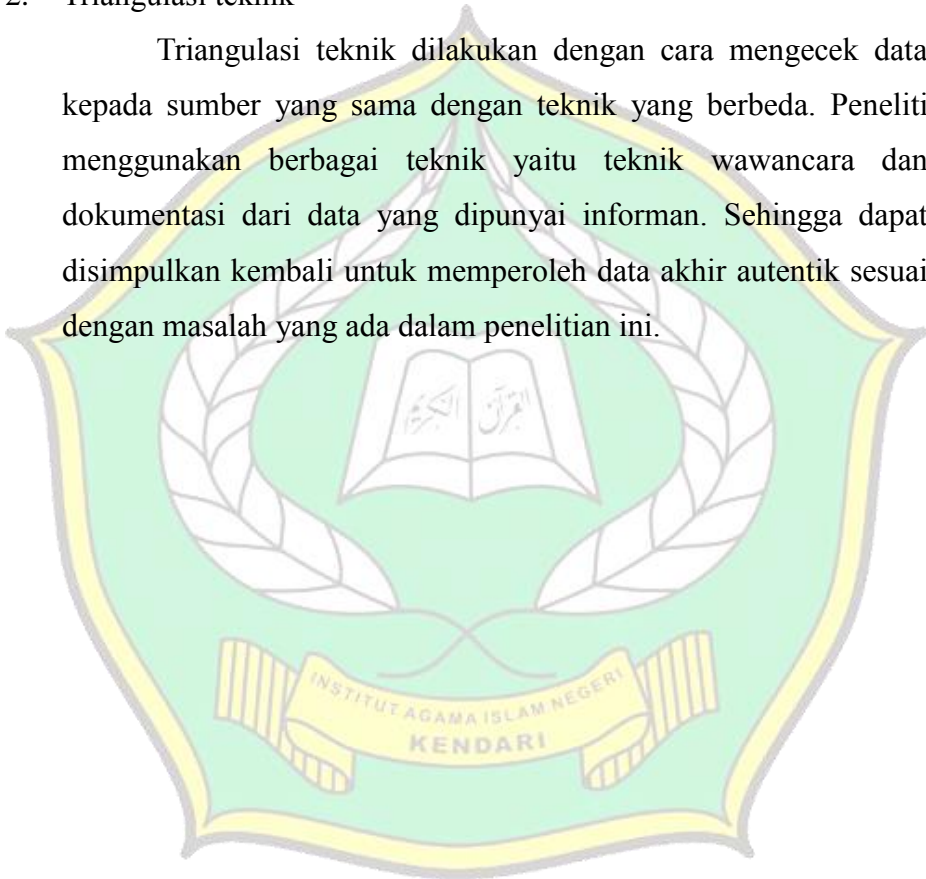 2. Triangulasi teknik
Triangulasi teknik dilakukan dengan cara mengecek data
kepada sumber yang sama dengan teknik yang berbeda. Peneliti
menggunakan berbagai teknik yaitu teknik wawancara dan
dokumentasi dari data yang dipunyai informan. Sehingga dapat
disimpulkan kembali untuk memperoleh data akhir autentik sesuai
dengan masalah yang ada dalam penelitian ini.
القرآن الكريم
INSTITUT AGAMA ISLAM NEGERI
KENDARI